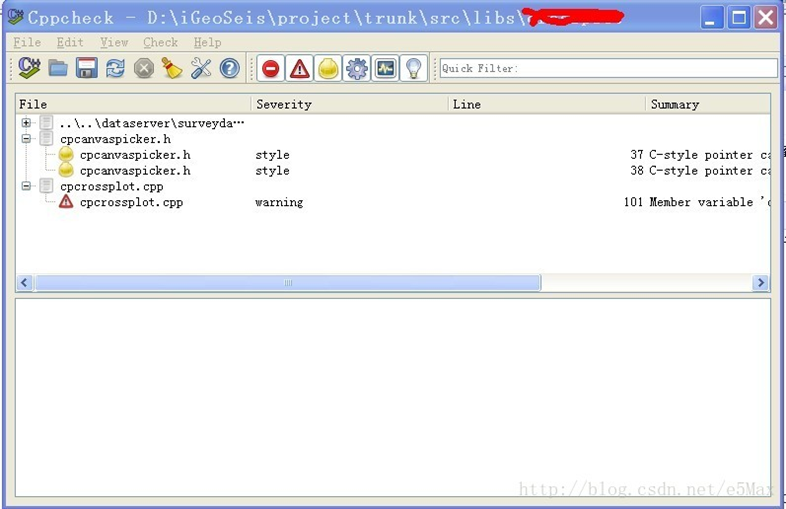 Cppcheck - D:\iGeoSeis\project\trunk\src\libs\
File Edit View Check Help
Quick Filter:
File Severity Line Summary
..\..\dataserver\surveyda...
cpcanvaspicker.h
cpcanvaspicker.h style 37 C-style pointer ca
cpcanvaspicker.h style 38 C-style pointer ca
cpcrossplot.cpp
cpcrossplot.cpp warning 101 Member variable 'c
http://blog.csdn.net/e5Max